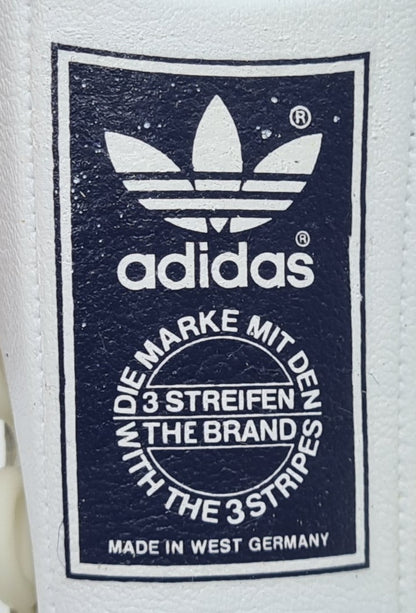 ®
adidas®
DIE MARKE MIT DEN
3 STREIFEN
THE BRAND
WITH THE 3 STRIPES
MADE IN WEST GERMANY